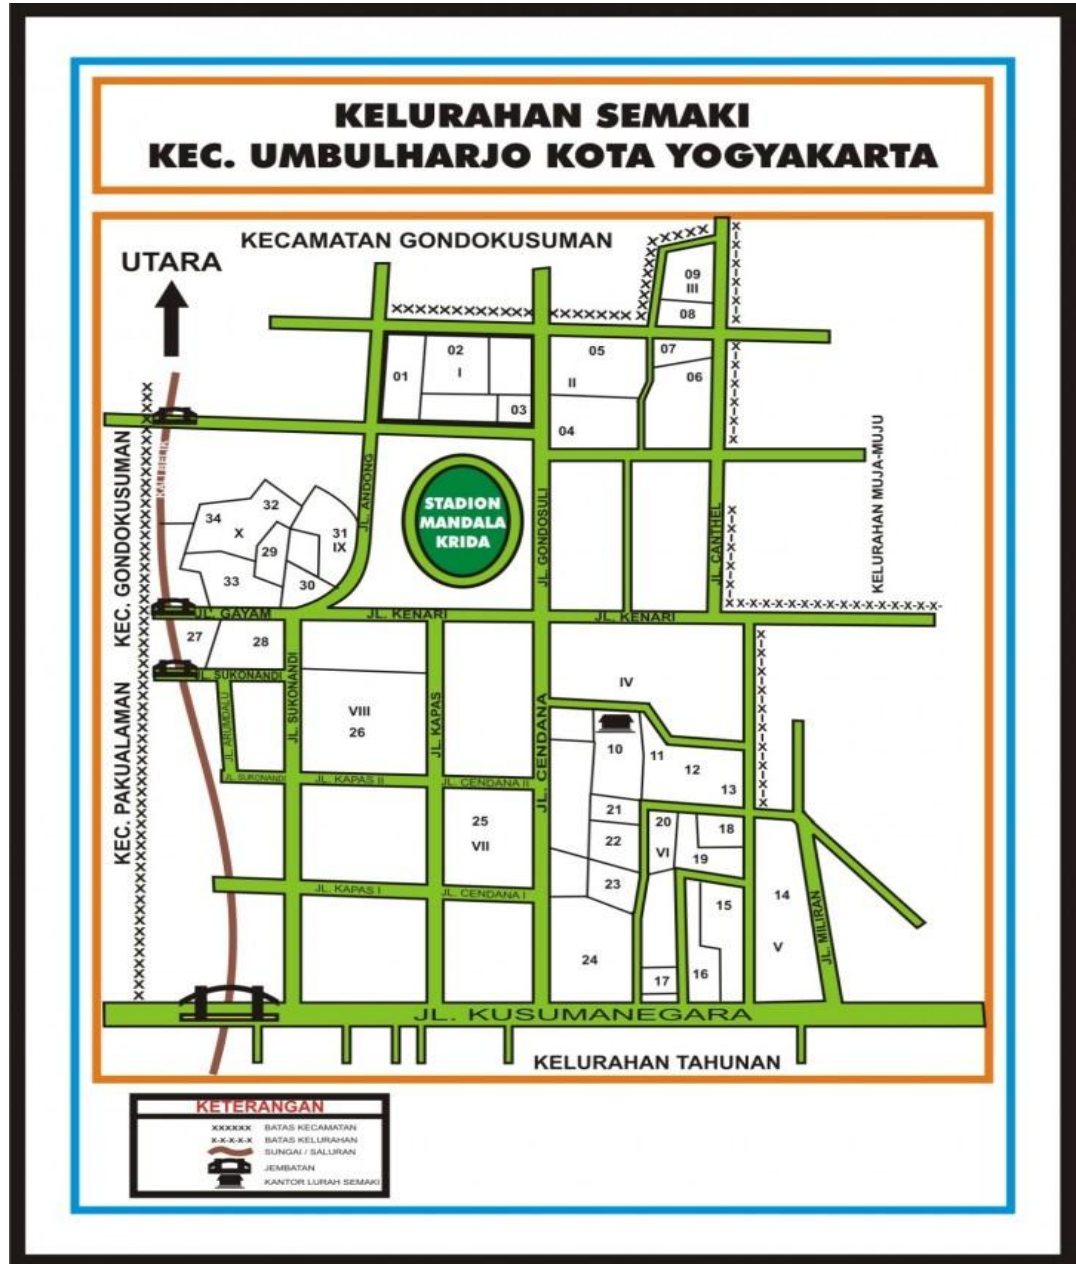 KELURAHAN SEMAKI
KEC. UMBULHARJO KOTA YOGYAKARTA
KECAMATAN GONDOKUSUMAN
UTARA
09
III
08
02
05
07
I
01
II
06
03
04
KEC. GONDOKUSUMAN
KALI BELIK
JL. ANDONG
STADION
MANDALA
KRIDA
JL. GONDOSULI
JL. CANTHEL
KELURAHAN MUJA-MUJU
32
34
X
31
IX
29
33
30
JL. GAYAM
JL. KENARI
JL. KENARI
27
28
JL. SUKONANDI
JL. SUKONANDI
KEC. PAKUALAMAN
JL. ARUMDALU
IV
VIII
26
JL. KAPAS
JL. CENDANA
10
11
12
13
JL. SUKONANDI
JL. KAPAS II
JL. CENDANA II
21
20
18
25
22
VI
VII
19
23
JL. KAPAS I
JL. CENDANA I
14
15
JL. MILIRAN
V
24
17
16
JL. KUSUMANEGARA
KELURAHAN TAHUNAN
KETERANGAN
XXXXXX BATAS KECAMATAN
X-X-X-X-X BATAS KELURAHAN
SUNGAI / SALURAN
JEMBATAN
KANTOR LURAH SEMAKI